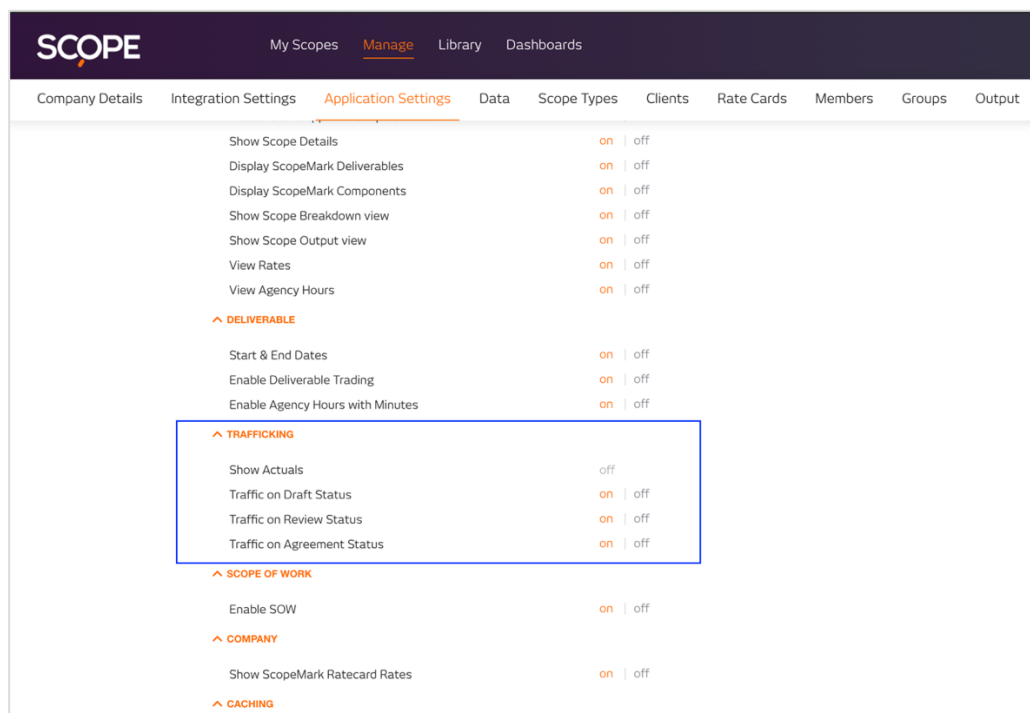 SCOPE
My Scopes Manage Library Dashboards
Company Details Integration Settings Application Settings Data Scope Types Clients Rate Cards Members Groups Output
Show Scope Details on | off
Display ScopeMark Deliverables on | off
Display ScopeMark Components on | off
Show Scope Breakdown view on | off
Show Scope Output view on | off
View Rates on | off
View Agency Hours on | off
DELIVERABLE
Start & End Dates on | off
Enable Deliverable Trading on | off
Enable Agency Hours with Minutes on | off
TRAFFICKING
Show Actuals off
Traffic on Draft Status on | off
Traffic on Review Status on | off
Traffic on Agreement Status on | off
SCOPE OF WORK
Enable SOW on | off
COMPANY
Show ScopeMark Ratecard Rates on | off
CACHING